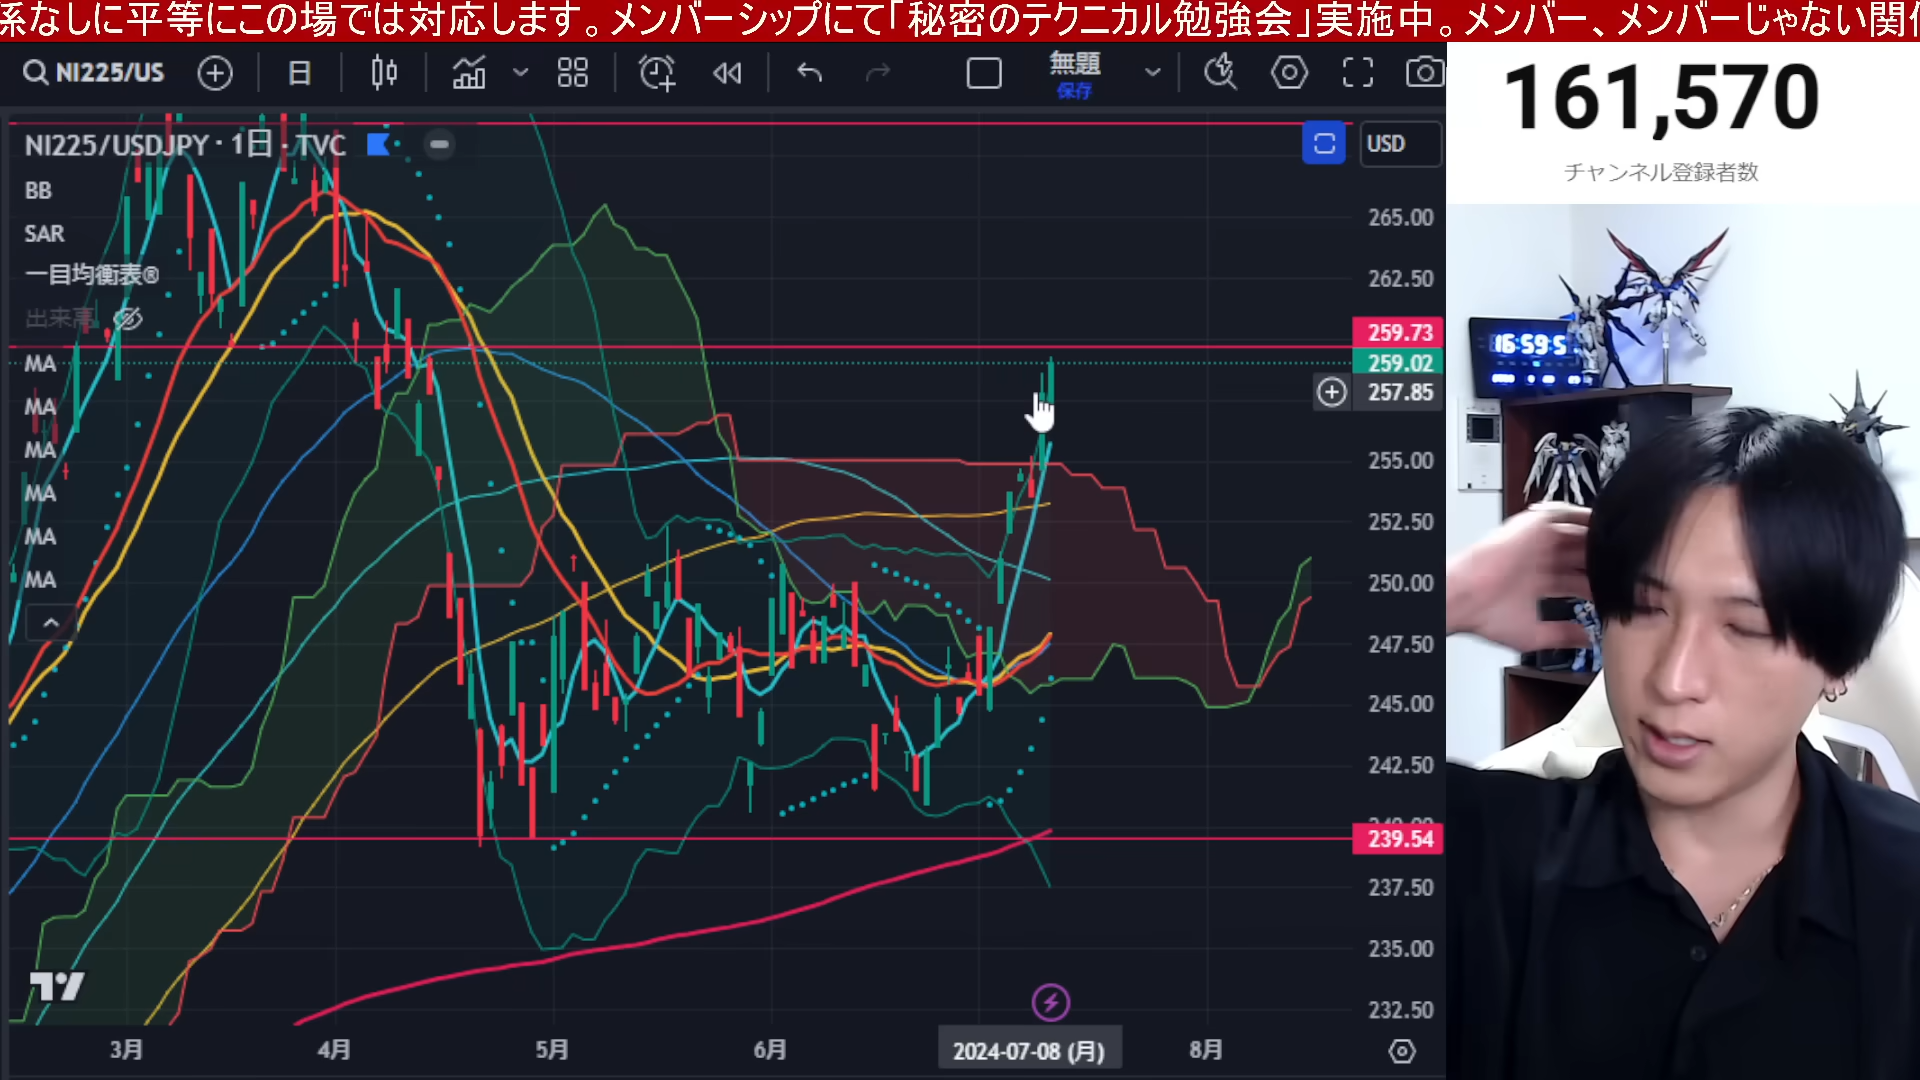 系なしに平等にこの場では対応します。メンバーシップにて「秘密のテクニカル勉強会」実施中。メンバー、メンバーじゃない関係
NI225/US
日
無題
保存
161,570
チャンネル登録者数
NI225/USDJPY · 1日 · TVC
USD
BB
SAR
一目均衡表®
出来高
MA
MA
MA
MA
MA
MA
265.00
262.50
259.73
259.02
257.85
255.00
252.50
250.00
247.50
245.00
242.50
239.54
237.50
235.00
232.50
3月
4月
5月
6月
2024-07-08 (月)
8月
16:59:5